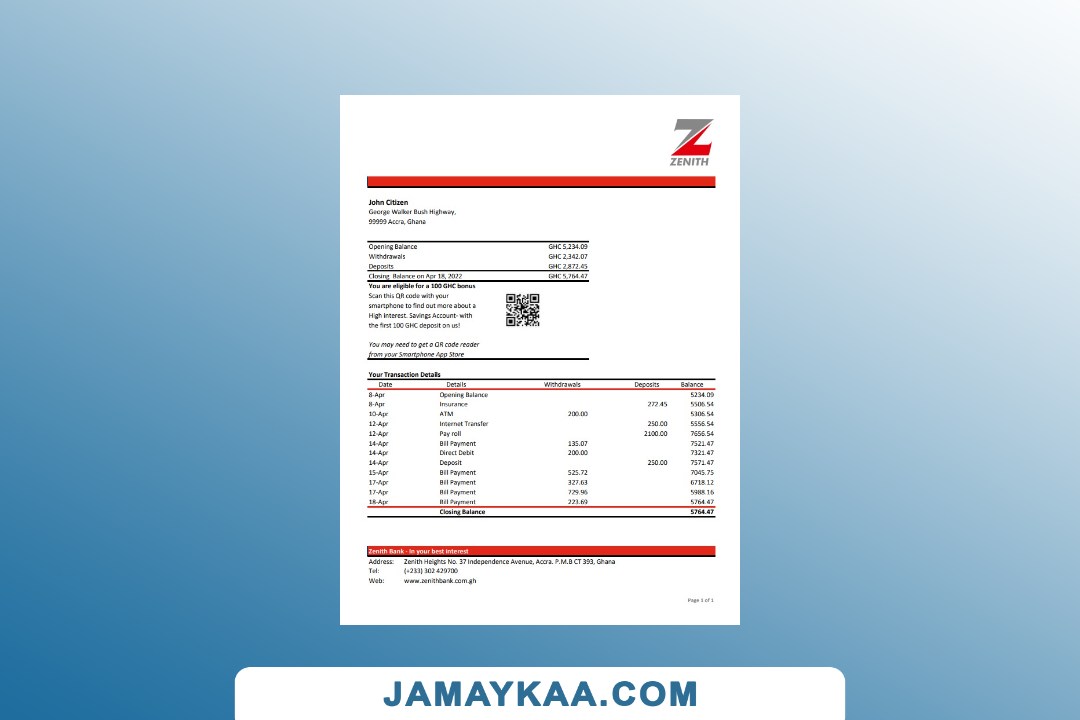 ZENITH
John Citizen
George Walker Bush Highway,
99999 Accra, Ghana
Opening Balance GHC 5,234.09
Withdrawals GHC 2,342.07
Deposits GHC 2,872.45
Closing Balance on Apr 18, 2022 GHC 5,764.47
You are eligible for a 100 GHC bonus
Scan this QR code with your
smartphone to find out more about a
High interest. Savings Account- with
the first 100 GHC deposit on us!
You may need to get a QR code reader
from your Smartphone App Store
Your Transaction Details
Date Details Withdrawals Deposits Balance
8-Apr Opening Balance 5234.09
8-Apr Insurance 272.45 5506.54
10-Apr ATM 200.00 5306.54
12-Apr Internet Transfer 250.00 5556.54
12-Apr Pay roll 2100.00 7656.54
14-Apr Bill Payment 135.07 7521.47
14-Apr Direct Debit 200.00 7321.47
14-Apr Deposit 250.00 7571.47
15-Apr Bill Payment 525.72 7045.75
17-Apr Bill Payment 327.63 6718.12
17-Apr Bill Payment 729.96 5988.16
18-Apr Bill Payment 223.69 5764.47
Closing Balance 5764.47
Zenith Bank - In your best interest
Address: Zenith Heights No. 37 Independence Avenue, Accra. P.M.B CT 393, Ghana
Tel: (+233) 302 429700
Web: www.zenithbank.com.gh
Page 1 of 1
JAMAYKAA.COM